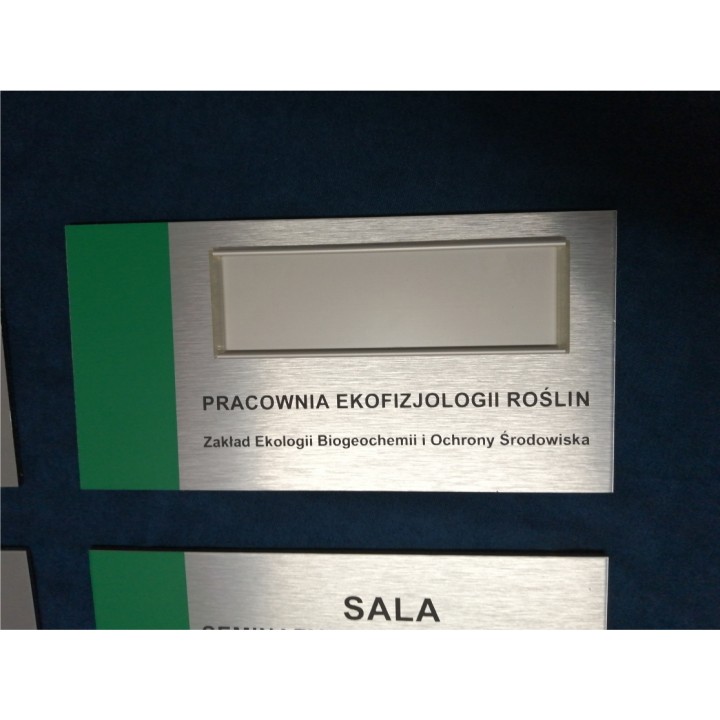 PRACOWNIA EKOFIZJOLOGII ROŚLIN
Zakład Ekologii Biogeochemii i Ochrony Środowiska
SALA